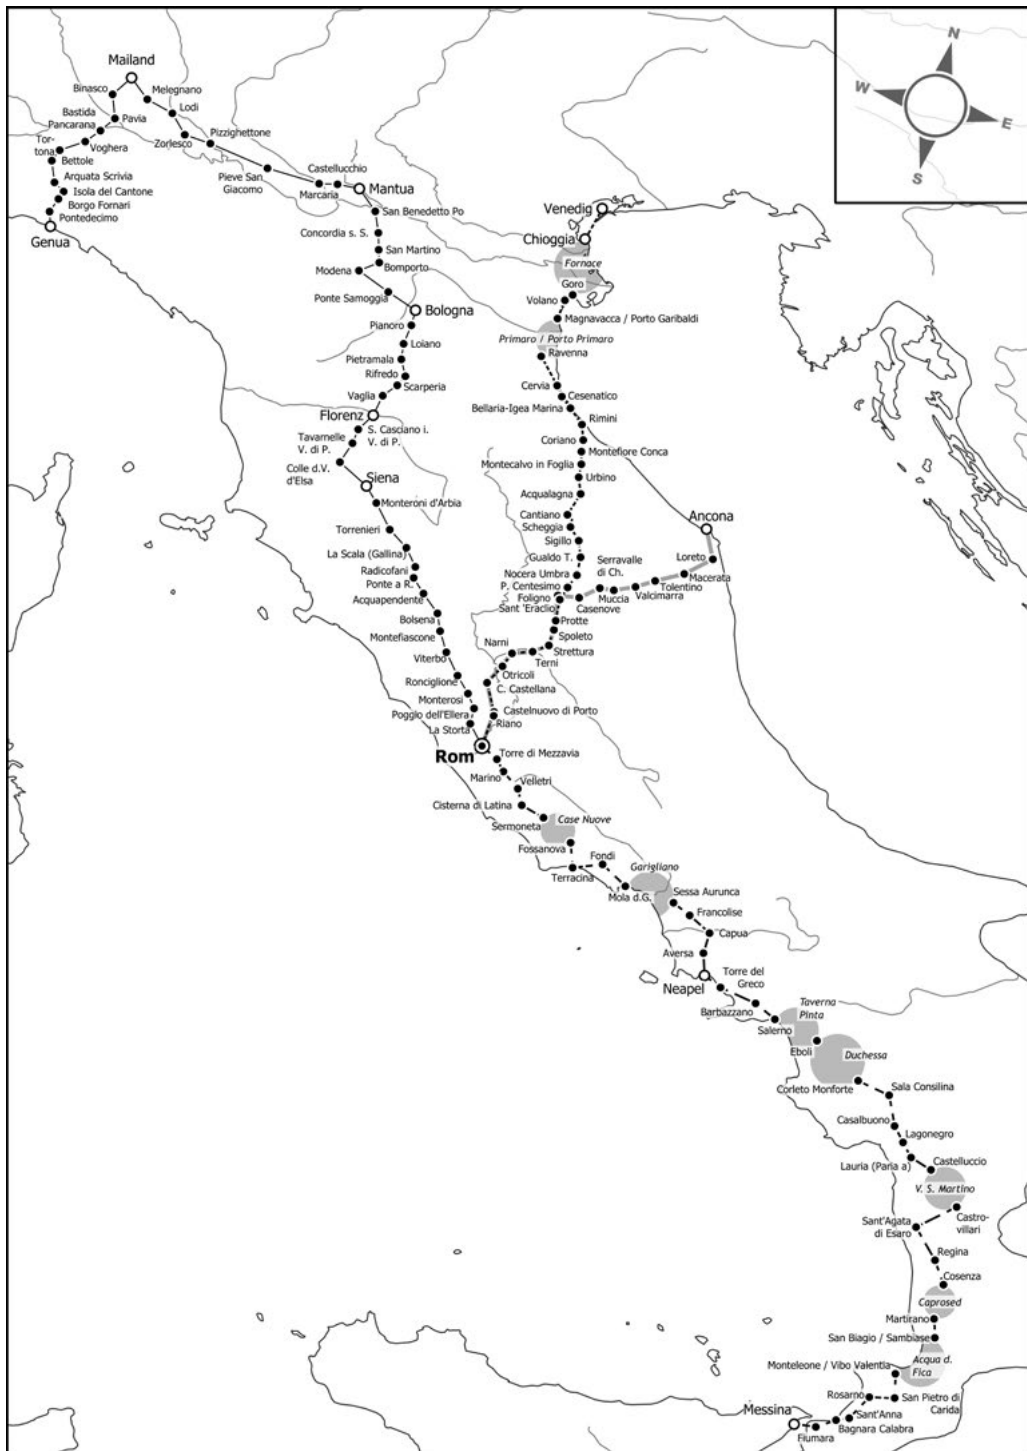 N
W
E
S
Mailand
Binasco
Melegnano
Lodi
Bastida
Pancarana
Pavia
Zorlesco
Pizzighettone
Tor-
tona
Voghera
Bettole
Castellucchio
Pieve San
Giacomo
Marcaria
Mantua
Arquata Scrivia
Isola del Cantone
Borgo Fornari
Pontedecimo
Genua
San Benedetto Po
Concordia s. S.
San Martino
Modena
Bomporto
Ponte Samoggia
Bologna
Venedig
Chioggia
Fornace
Goro
Volano
Magnavacca / Porto Garibaldi
Primaro / Porto Primaro
Ravenna
Pianoro
Loiano
Pietramala
Rifredo
Scarperia
Vaglia
Florenz
Cervia
Cesenatico
Bellaria-Igea Marina
Rimini
Coriano
Montefiore Conca
Montecalvo in Foglia
Urbino
Acqualagna
Cantiano
Scheggia
Sigillo
Gualdo T.
Nocera Umbra
P. Centesimo
Foligno
Sant 'Eraclio
S. Casciano i.
V. di P.
Tavarnelle
V. di P.
Colle d.V.
d'Elsa
Siena
Monteroni d'Arbia
Torrenieri
La Scala (Gallina)
Radicofani
Ponte a R.
Acquapendente
Bolsena
Montefiascone
Viterbo
Ronciglione
Monterosi
Poggio dell'Ellera
La Storta
Ancona
Loreto
Macerata
Tolentino
Valcimarra
Serravalle
di Ch.
Muccia
Casenove
Protte
Spoleto
Strettura
Terni
Narni
Otricoli
C. Castellana
Castelnuovo di Porto
Riano
Rom
Torre di Mezzavia
Marino
Velletri
Cisterna di Latina
Sermoneta
Case Nuove
Fossanova
Terracina
Fondi
Mola d.G.
Garigliano
Sessa Aurunca
Francolise
Capua
Aversa
Neapel
Torre del
Greco
Barbazzano
Salerno
Taverna
Pinta
Eboli
Duchessa
Corleto Monforte
Sala Consilina
Casalbuono
Lagonegro
Lauria (Paria a)
Castelluccio
V. S. Martino
Castro-
villari
Sant'Agata
di Esaro
Regina
Cosenza
Caprosed
Martirano
San Biagio / Sambiase
Acqua d.
Fica
Monteleone / Vibo Valentia
Rosarno
San Pietro di
Carida
Sant'Anna
Bagnara Calabra
Messina
Fiumara